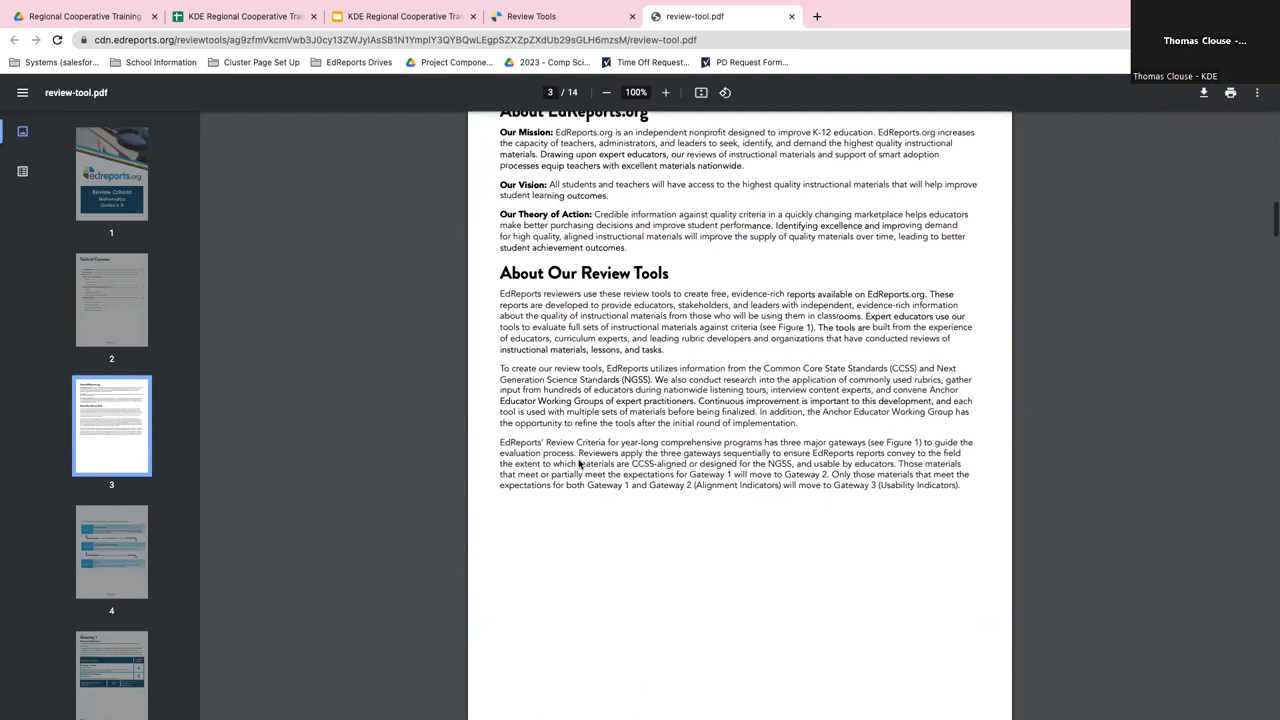 Regional Cooperative Training
KDE Regional Cooperative Trai
KDE Regional Cooperative Trai
Review Tools
review-tool.pdf
Thomas Clouse -...
cdn.edreports.org/reviewtools/ag9zfmVkcmVwb3J0cy13ZWJyIAsSB1N1YmplY3QYBQwLEgpSZXZpZXdUb29sGLH6mzsM/review-tool.pdf
Systems (salesfor...
School Information
Cluster Page Set Up
EdReports Drives
Project Compone...
2023 - Comp Sci...
Time Off Request...
PD Request Form...
Thomas Clouse - KDE
review-tool.pdf
3 / 14
100%
About EdReports.org
Our Mission: EdReports.org is an independent nonprofit designed to improve K-12 education. EdReports.org increases
the capacity of teachers, administrators, and leaders to seek, identify, and demand the highest quality instructional
materials. Drawing upon expert educators, our reviews of instructional materials and support of smart adoption
processes equip teachers with excellent materials nationwide.
Our Vision: All students and teachers will have access to the highest quality instructional materials that will help improve
student learning outcomes.
Our Theory of Action: Credible information against quality criteria in a quickly changing marketplace helps educators
make better purchasing decisions and improve student performance. Identifying excellence and improving demand
for high quality, aligned instructional materials will improve the supply of quality materials over time, leading to better
student achievement outcomes.
About Our Review Tools
EdReports reviewers use these review tools to create free, evidence-rich reports available on EdReports.org. These
reports are developed to provide educators, stakeholders, and leaders with independent, evidence-rich information
about the quality of instructional materials from those who will be using them in classrooms. Expert educators use our
tools to evaluate full sets of instructional materials against criteria (see Figure 1). The tools are built from the experience
of educators, curriculum experts, and leading rubric developers and organizations that have conducted reviews of
instructional materials, lessons, and tasks.
To create our review tools, EdReports utilizes information from the Common Core State Standards (CCSS) and Next
Generation Science Standards (NGSS). We also conduct research into the application of commonly used rubrics, gather
input from hundreds of educators during nationwide listening tours, interview content experts, and convene Anchor
Educator Working Groups of expert practitioners. Continuous improvement is important to this development, and each
tool is used with multiple sets of materials before being finalized. In addition, the Anchor Educator Working Group has
the opportunity to refine the tools after the initial round of implementation.
EdReports' Review Criteria for year-long comprehensive programs has three major gateways (see Figure 1) to guide the
evaluation process. Reviewers apply the three gateways sequentially to ensure EdReports reports convey to the field
the extent to which materials are CCSS-aligned or designed for the NGSS, and usable by educators. Those materials
that meet or partially meet the expectations for Gateway 1 will move to Gateway 2. Only those materials that meet the
expectations for both Gateway 1 and Gateway 2 (Alignment Indicators) will move to Gateway 3 (Usability Indicators).
edreports.org
Review Criteria
Mathematics
1
2
3
4
Gateway 1